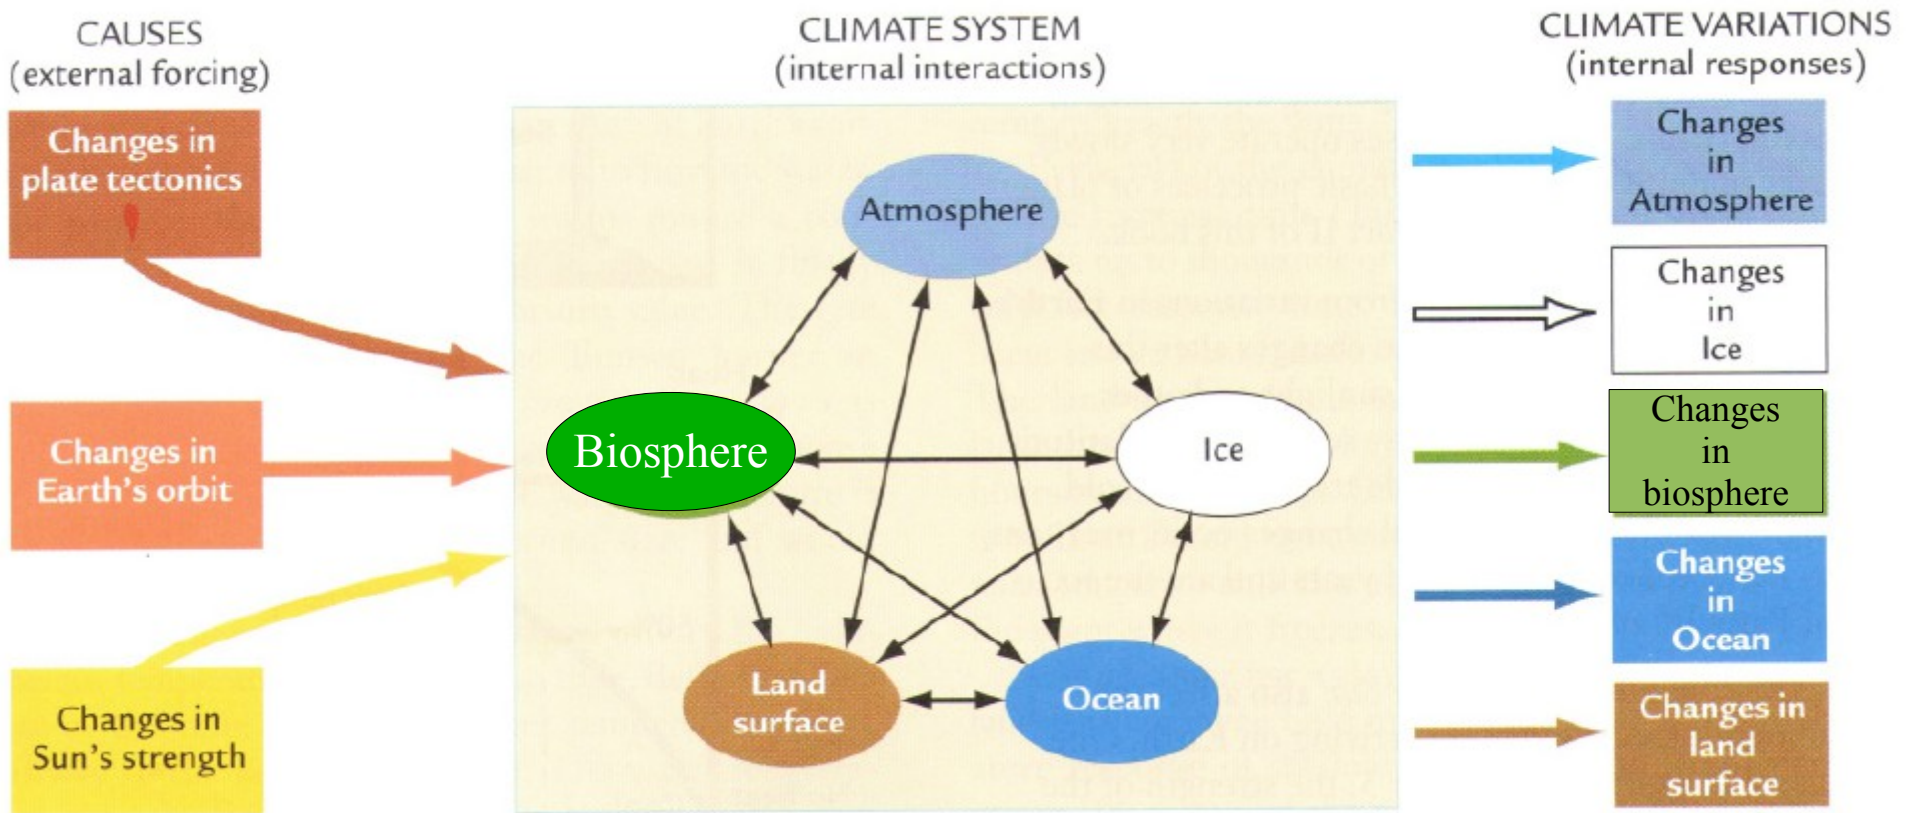 CAUSES
(external forcing)
Changes in
plate tectonics
Changes in
Earth's orbit
Changes in
Sun's strength
CLIMATE SYSTEM
(internal interactions)
Atmosphere
Biosphere
Ice
Land
surface
Ocean
CLIMATE VARIATIONS
(internal responses)
Changes
in
Atmosphere
Changes
in
Ice
Changes
in
biosphere
Changes
in
Ocean
Changes in
land
surface